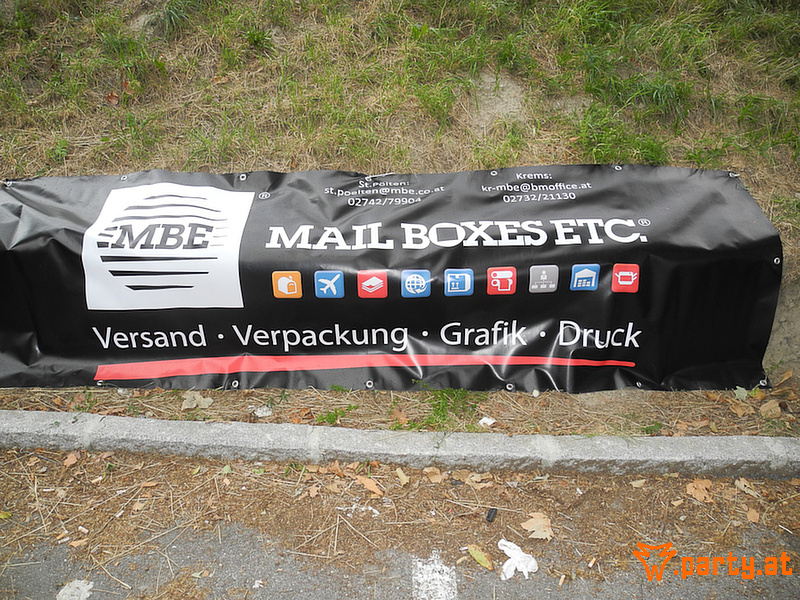 St.Pölten:
st.poelten@mbe.co.at
02742/79904
Krems:
kr-mbe@bmoffice.at
02732/21130
MBE ®
MAIL BOXES ETC.®
Versand · Verpackung · Grafik · Druck
w.party.at